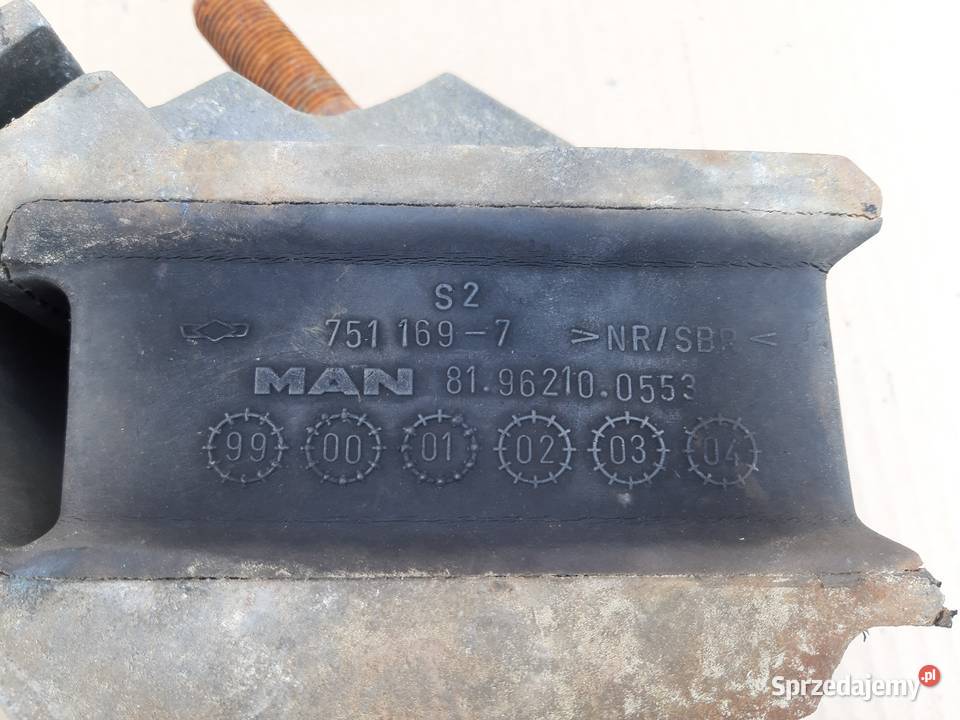 S2
751 169-7 >NR/SBR<
MAN 81.96210.0553
99 00 01 02 03 04
Sprzedajemy.pl